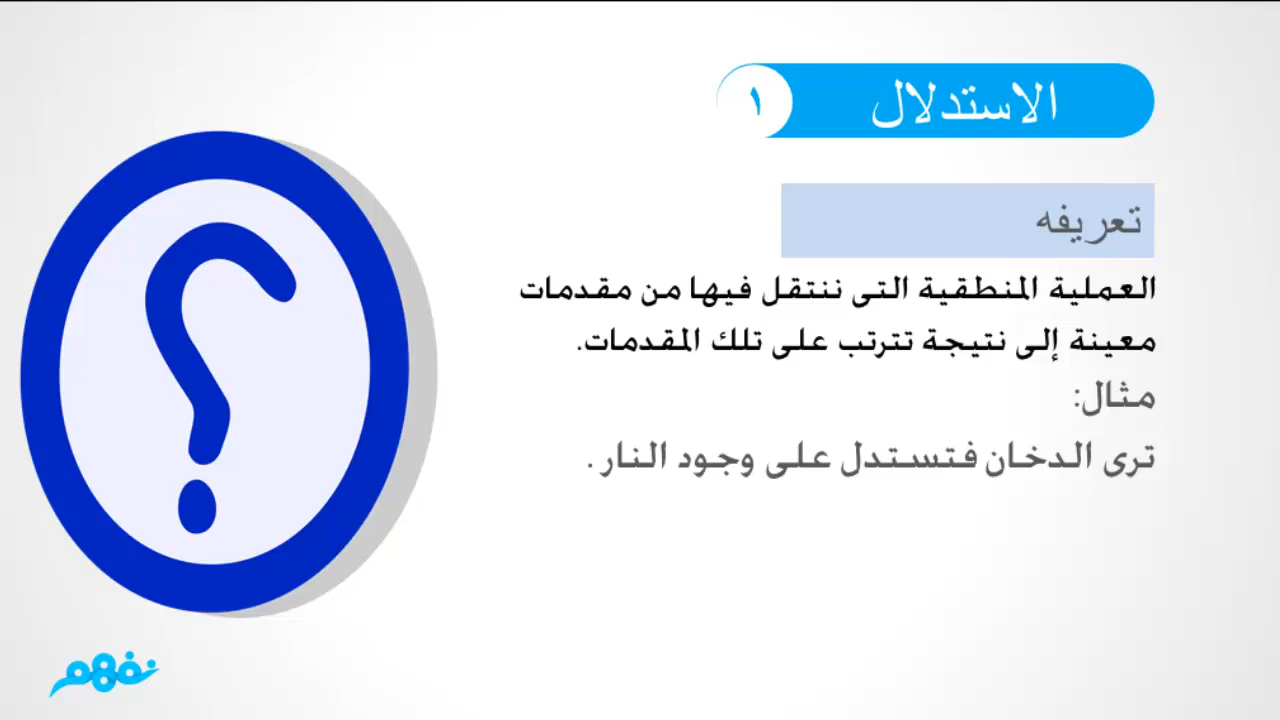 الاستدلال
١
تعريفه
العملية المنطقية التى ننتقل فيها من مقدمات
معينة إلى نتيجة تترتب على تلك المقدمات.
مثال:
ترى الدخان فتستدل على وجود النار .
؟
نفهم